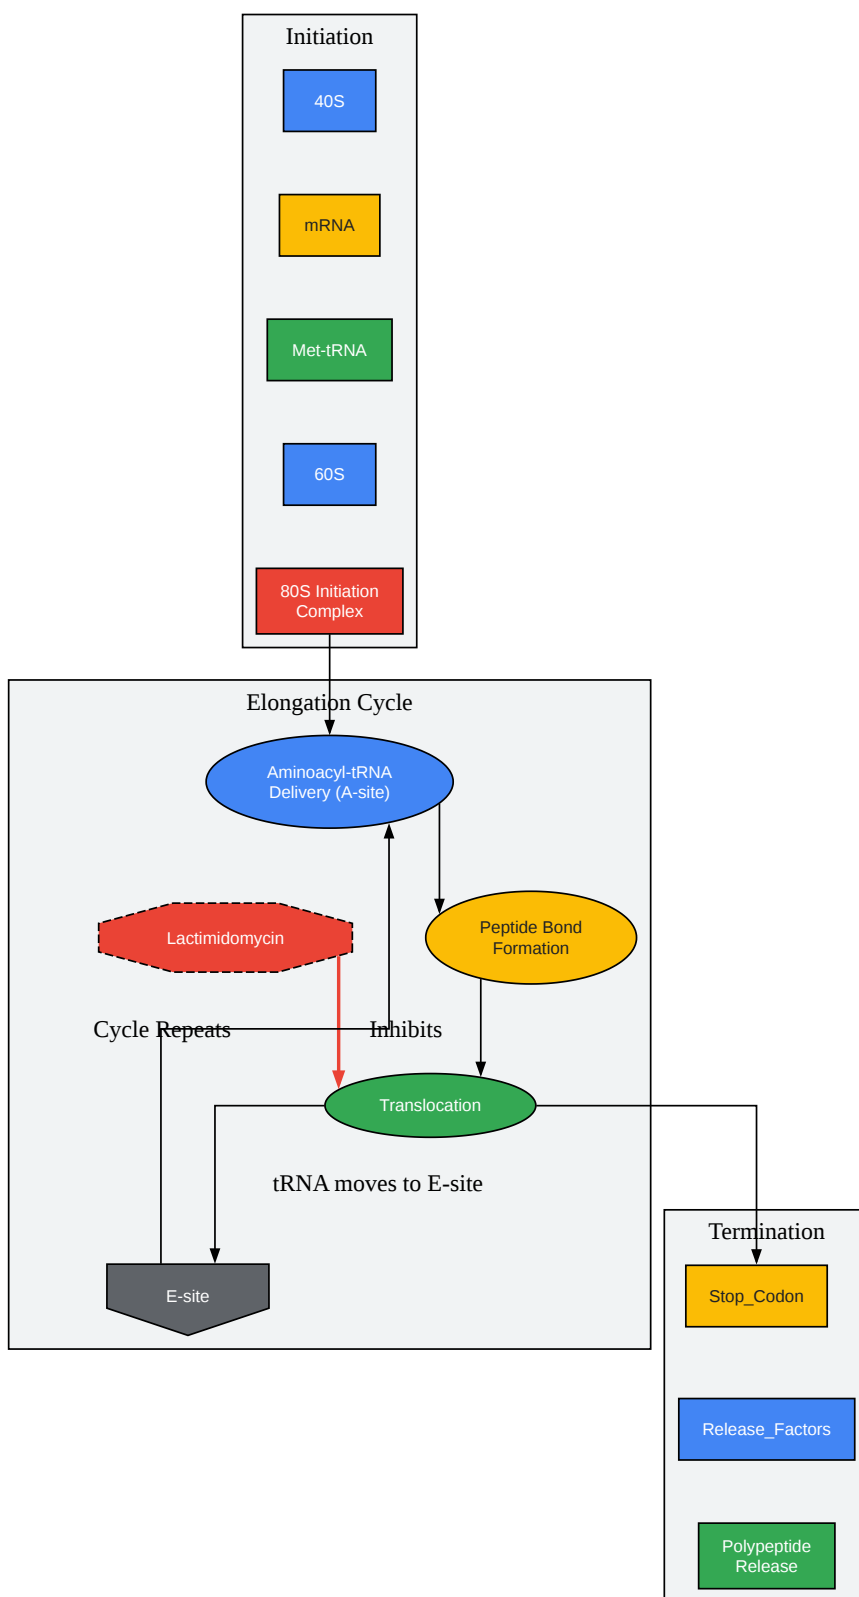 Initiation
40S
mRNA
Met-tRNA
60S
80S Initiation
Complex
Elongation Cycle
Aminoacyl-tRNA
Delivery (A-site)
Peptide Bond
Formation
Lactimidomycin
Cycle Repeats
Inhibits
Translocation
tRNA moves to E-site
E-site
Termination
Stop_Codon
Release_Factors
Polypeptide
Release